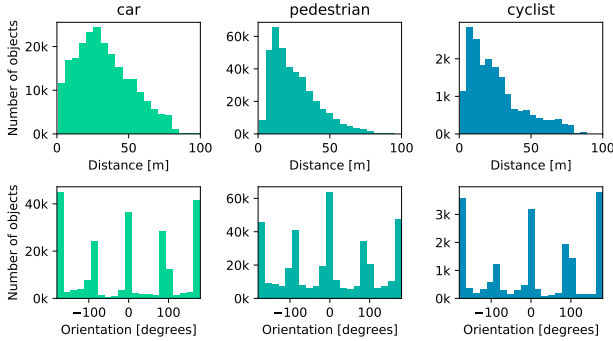 car pedestrian cyclist
Number of objects
20k
10k
0k
0 50 100
Distance [m]
60k
40k
20k
0k
0 50 100
Distance [m]
2k
1k
0k
0 50 100
Distance [m]
Number of objects
40k
20k
0k
−100 0 100
Orientation [degrees]
60k
40k
20k
0k
−100 0 100
Orientation [degrees]
3k
2k
1k
0k
−100 0 100
Orientation [degrees]